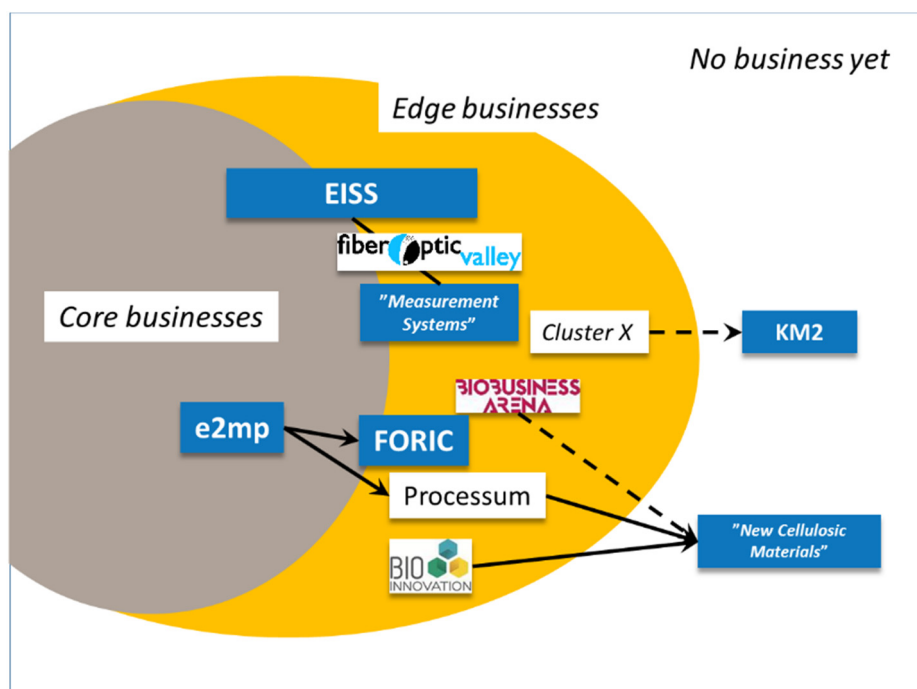 No business yet
Edge businesses
EISS
fiber optic valley
"Measurement
Systems"
Core businesses
Cluster X
KM2
BIOBUSINESS
ARENA
e2mp
FORIC
Processum
"New Cellulosic
Materials"
BIO
INNOVATION